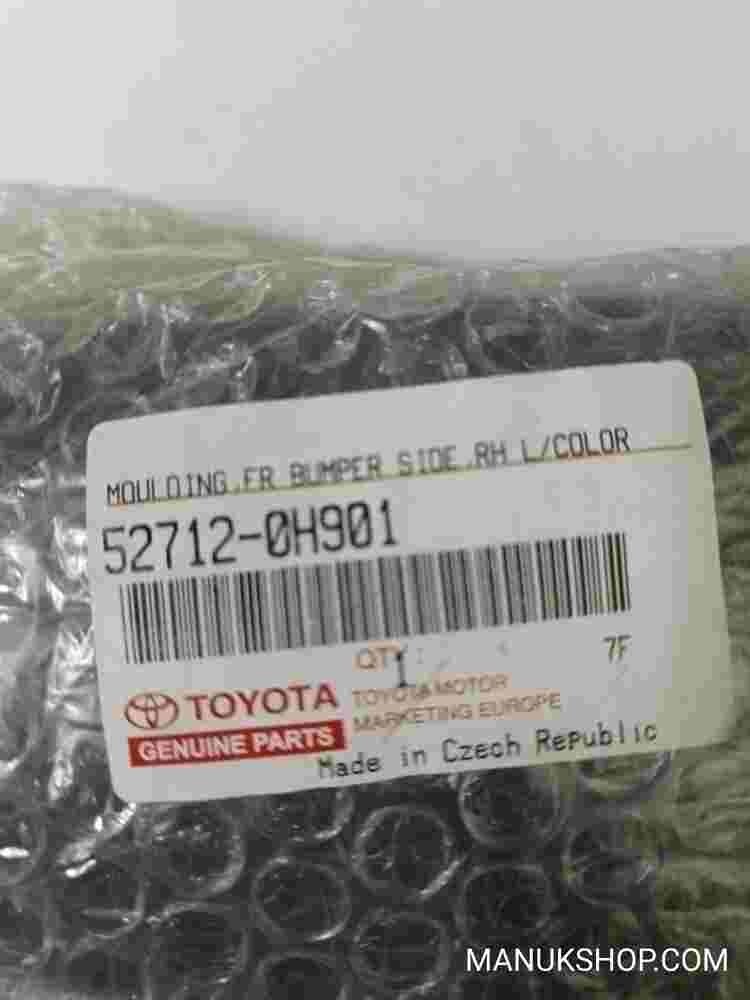 MOULDING,FR BUMPER SIDE,RH L/COLOR
52712-0H901
QTY: 1
7F
TOYOTA
GENUINE PARTS
TOYOTA MOTOR
MARKETING EUROPE
Made in Czech Republic
MANUKSHOP.COM